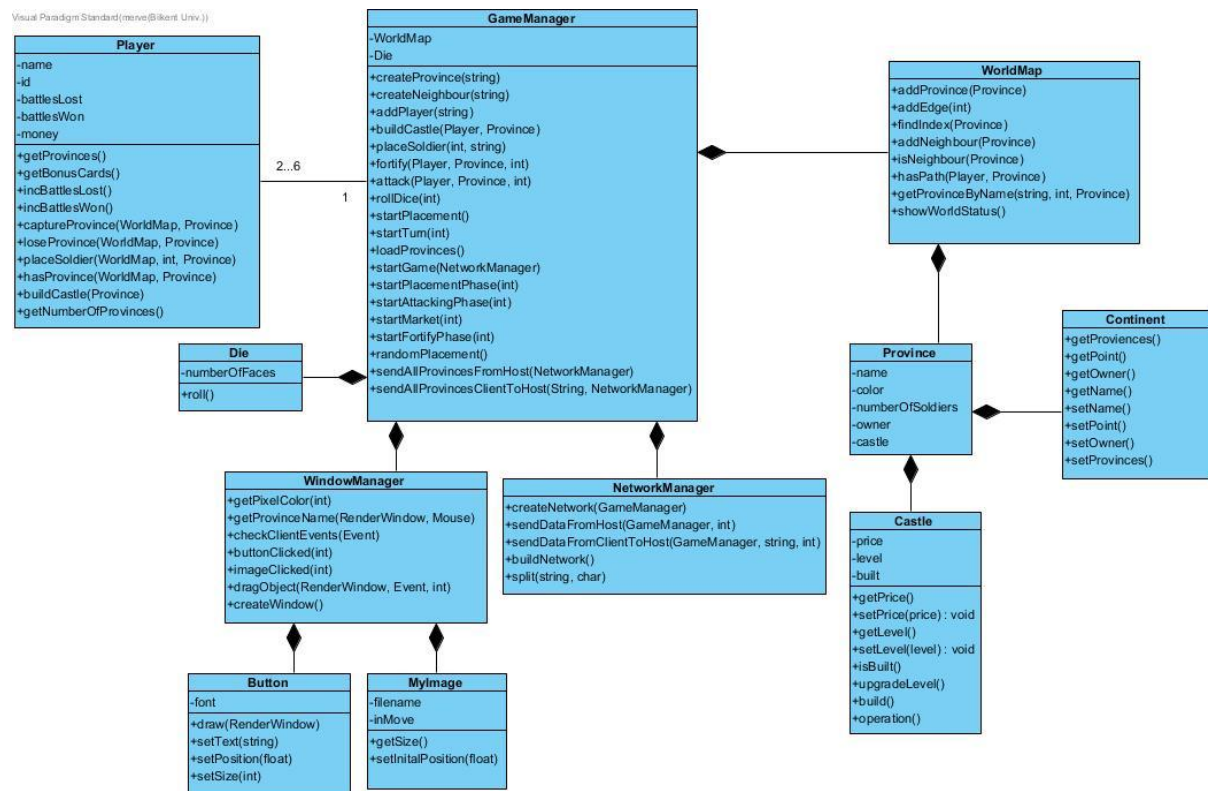 Visual Paradigm Standard(merve(Bilkent Univ.))
Player
-name
-id
-battlesLost
-battlesWon
-money
+getProvinces()
+getBonusCards()
+incBattlesLost()
+incBattlesWon()
+captureProvince(WorldMap, Province)
+loseProvince(WorldMap, Province)
+placeSoldier(WorldMap, int, Province)
+hasProvince(WorldMap, Province)
+buildCastle(Province)
+getNumberOfProvinces()
2...6
1
GameManager
-WorldMap
-Die
+createProvince(string)
+createNeighbour(string)
+addPlayer(string)
+buildCastle(Player, Province)
+placeSoldier(int, string)
+fortify(Player, Province, int)
+attack(Player, Province, int)
+rollDice(int)
+startPlacement()
+startTurn(int)
+loadProvinces()
+startGame(NetworkManager)
+startPlacementPhase(int)
+startAttackingPhase(int)
+startMarket(int)
+startFortifyPhase(int)
+randomPlacement()
+sendAllProvincesFromHost(NetworkManager)
+sendAllProvincesClientToHost(String, NetworkManager)
WorldMap
+addProvince(Province)
+addEdge(int)
+findIndex(Province)
+addNeighbour(Province)
+isNeighbour(Province)
+hasPath(Player, Province)
+getProvinceByName(string, int, Province)
+showWorldStatus()
Die
-numberOfFaces
+roll()
Province
-name
-color
-numberOfSoldiers
-owner
-castle
Continent
+getProviences()
+getPoint()
+getOwner()
+getName()
+setName()
+setPoint()
+setOwner()
+setProvinces()
WindowManager
+getPixelColor(int)
+getProvinceName(RenderWindow, Mouse)
+checkClientEvents(Event)
+buttonClicked(int)
+imageClicked(int)
+dragObject(RenderWindow, Event, int)
+createWindow()
NetworkManager
+createNetwork(GameManager)
+sendDataFromHost(GameManager, int)
+sendDataFromClientToHost(GameManager, string, int)
+buildNetwork()
+split(string, char)
Castle
-price
-level
-built
+getPrice()
+setPrice(price) : void
+getLevel()
+setLevel(level) : void
+isBuilt()
+upgradeLevel()
+build()
+operation()
Button
-font
+draw(RenderWindow)
+setText(string)
+setPosition(float)
+setSize(int)
MyImage
-filename
-inMove
+getSize()
+setInitalPosition(float)